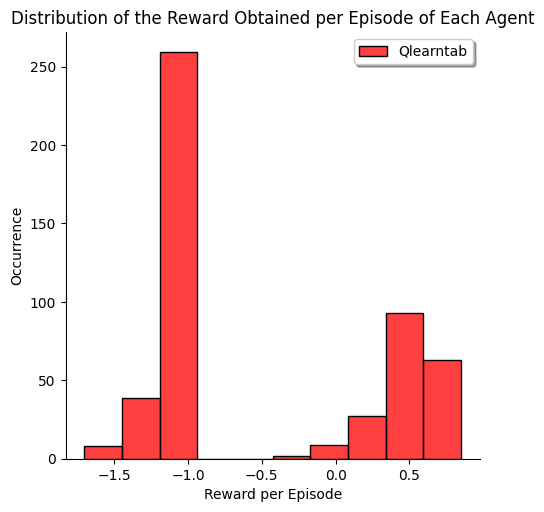 Distribution of the Reward Obtained per Episode of Each Agent
Qlearntab
250
200
150
100
50
0
Occurrence
−1.5 −1.0 −0.5 0.0 0.5
Reward per Episode